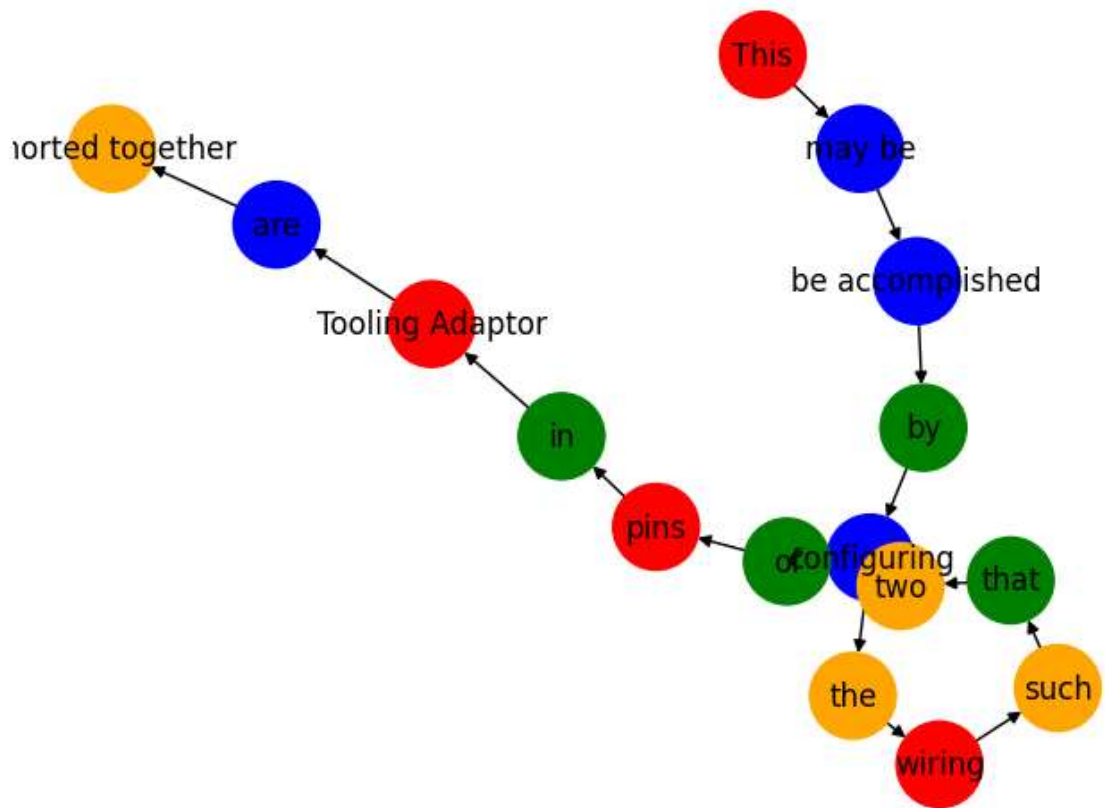 This
may be
be accomplished
by
configuring
the
wiring
such
that
two
of
pins
in
Tooling Adaptor
are
horted together